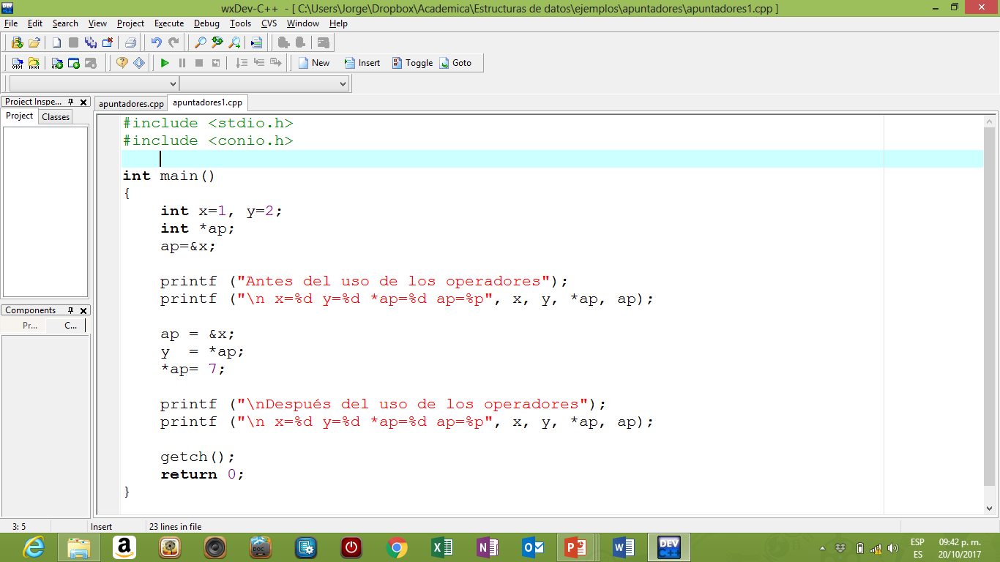 wxDev-C++ - [ C:\Users\Jorge\Dropbox\Academica\Estructuras de datos\ejemplos\apuntadores\apuntadores1.cpp ]
File Edit Search View Project Execute Debug Tools CVS Window Help
New Insert Toggle Goto
Project Inspe...
Project Classes
apuntadores.cpp apuntadores1.cpp
#include <stdio.h>
#include <conio.h>
int main()
{
int x=1, y=2;
int *ap;
ap=&x;
printf ("Antes del uso de los operadores");
printf ("\n x=%d y=%d *ap=%d ap=%p", x, y, *ap, ap);
ap = &x;
y  = *ap;
*ap= 7;
printf ("\nDespués del uso de los operadores");
printf ("\n x=%d y=%d *ap=%d ap=%p", x, y, *ap, ap);
getch();
return 0;
}
Components
Pr... C...
3: 5 Insert 23 lines in file
ESP 09:42 p. m.
ES 20/10/2017